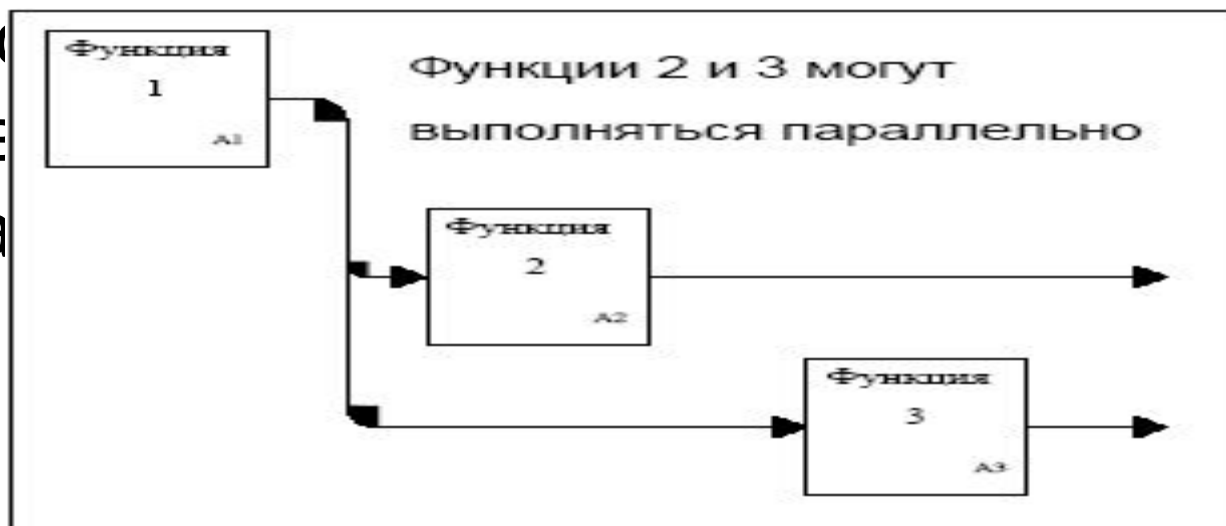 Функция
1
A1
Функции 2 и 3 могут
выполняться параллельно
Функция
2
A2
Функция
3
A3